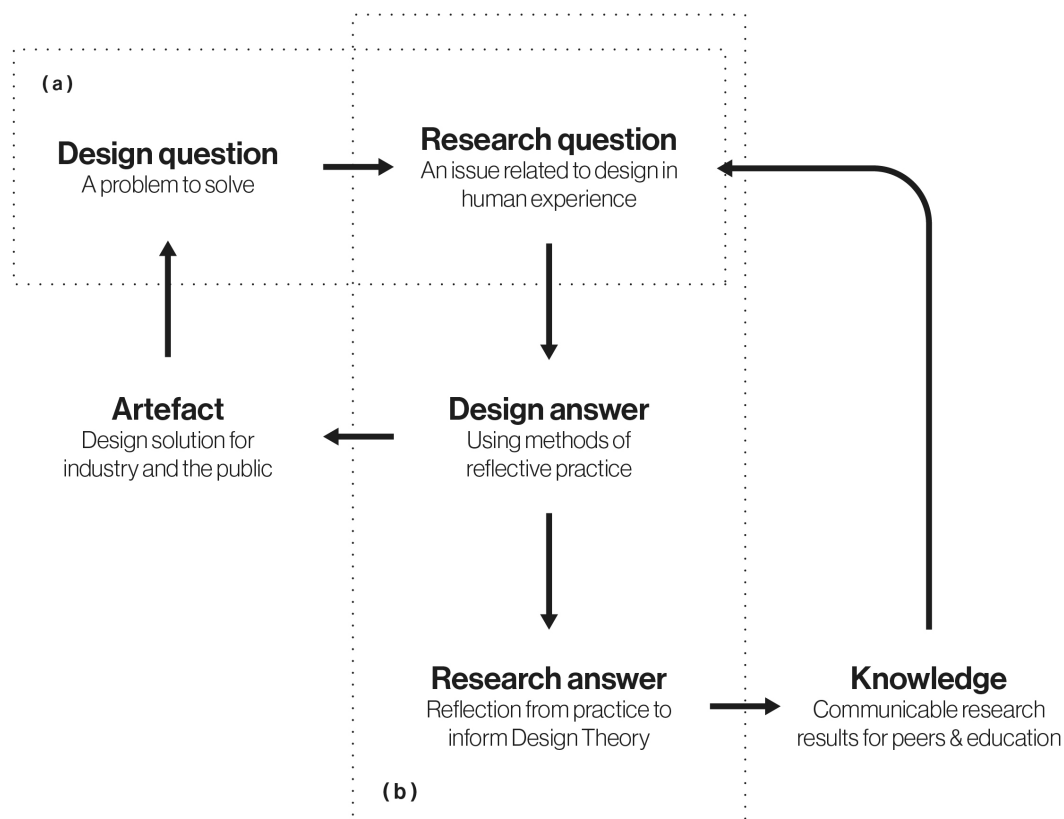 (a)
Design question
A problem to solve
Research question
An issue related to design in
human experience
Artefact
Design solution for
industry and the public
Design answer
Using methods of
reflective practice
Research answer
Reflection from practice to
inform Design Theory
Knowledge
Communicable research
results for peers & education
(b)